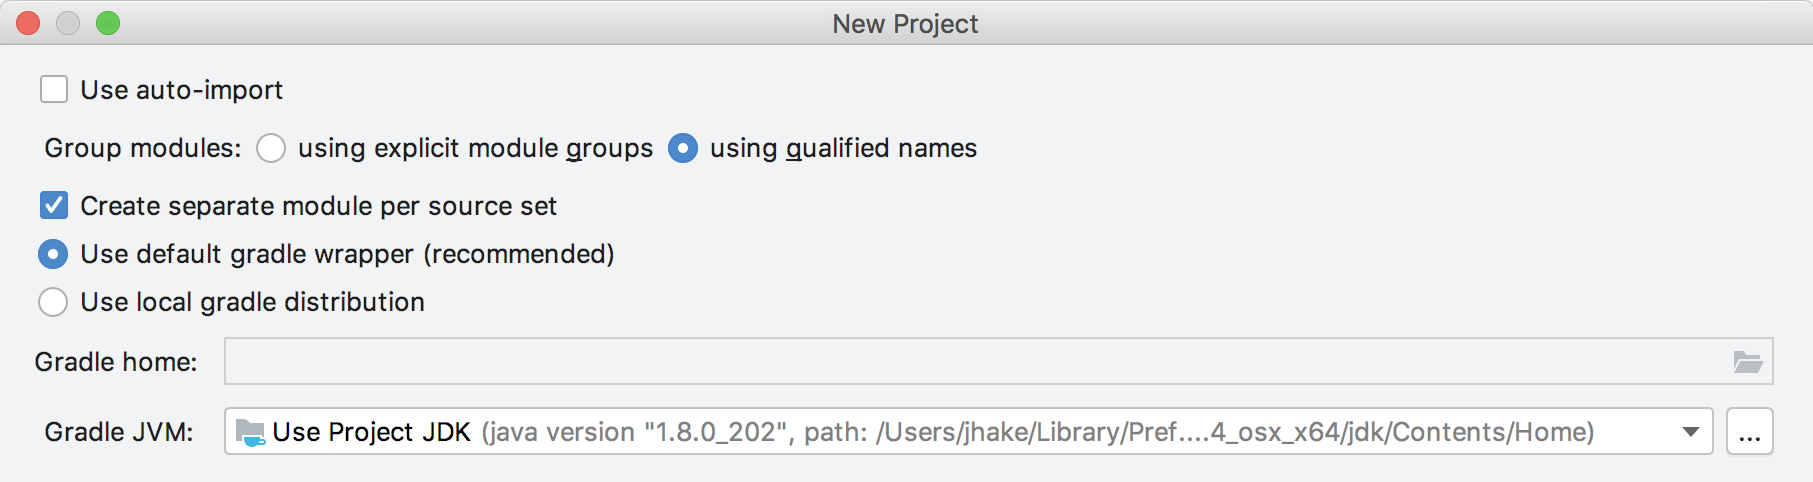 New Project
Use auto-import
Group modules: using explicit module groups using qualified names
Create separate module per source set
Use default gradle wrapper (recommended)
Use local gradle distribution
Gradle home:
Gradle JVM: Use Project JDK (java version "1.8.0_202", path: /Users/jhake/Library/Pref....4_osx_x64/jdk/Contents/Home) ...